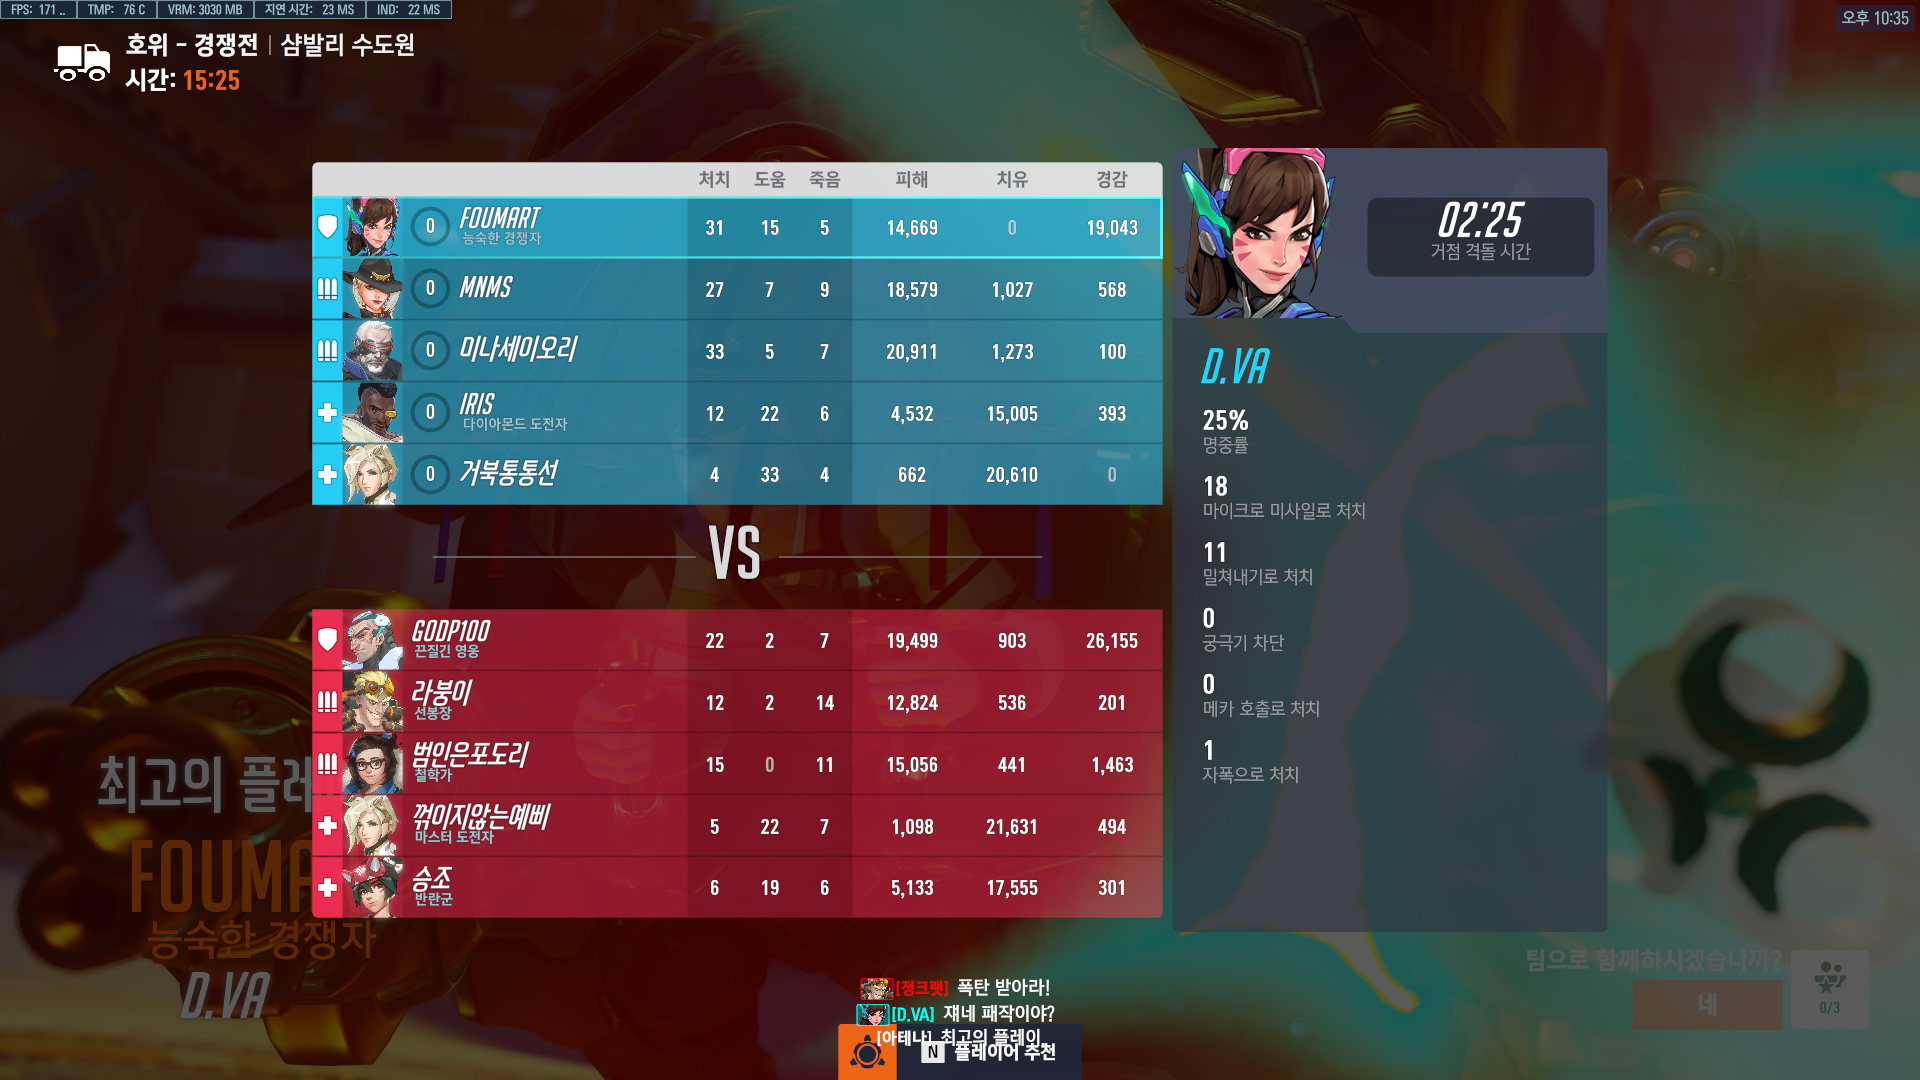 FPS: 171 .. TMP: 76 C VRM: 3030 MB 지연 시간: 23 MS IND: 22 MS
오후 10:35
호위 - 경쟁전 | 샴발리 수도원
시간: 15:25
처치 도움 죽음 피해 치유 경감
0 FOUMART 31 15 5 14,669 0 19,043
능숙한 경쟁자
0 MNMS 27 7 9 18,579 1,027 568
0 미나세이오리 33 5 7 20,911 1,273 100
0 IRIS 12 22 6 4,532 15,005 393
다이아몬드 도전자
0 거북통통선 4 33 4 662 20,610 0
VS
GODP100 22 2 7 19,499 903 26,155
끈질긴 영웅
라붕이 12 2 14 12,824 536 201
선봉장
범인은포도리 15 0 11 15,056 441 1,463
철학가
꺾이지않는예삐 5 22 7 1,098 21,631 494
마스터 도전자
승조 6 19 6 5,133 17,555 301
반란군
02:25
거점 격돌 시간
D.VA
25%
명중률
18
마이크로 미사일로 처치
11
밀쳐내기로 처치
0
궁극기 차단
0
메카 호출로 처치
1
자폭으로 처치
최고의 플레
FOUMA
능숙한 경쟁자
D.VA
팀으로 함께하시겠습니까?
네
0/3
[정크랫] 폭탄 받아라!
[D.VA] 쟤네 패작이야?
[아테나] 최고의 플레이.
N 플레이어 추천